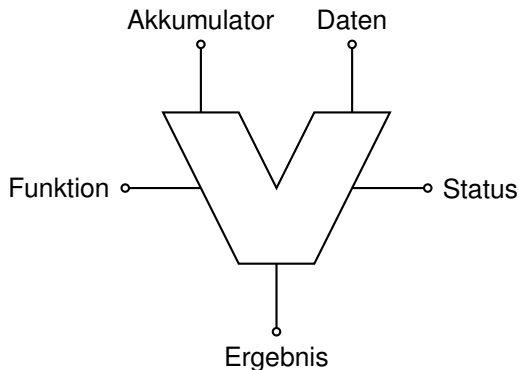 Akkumulator
Daten
Funktion
Status
Ergebnis